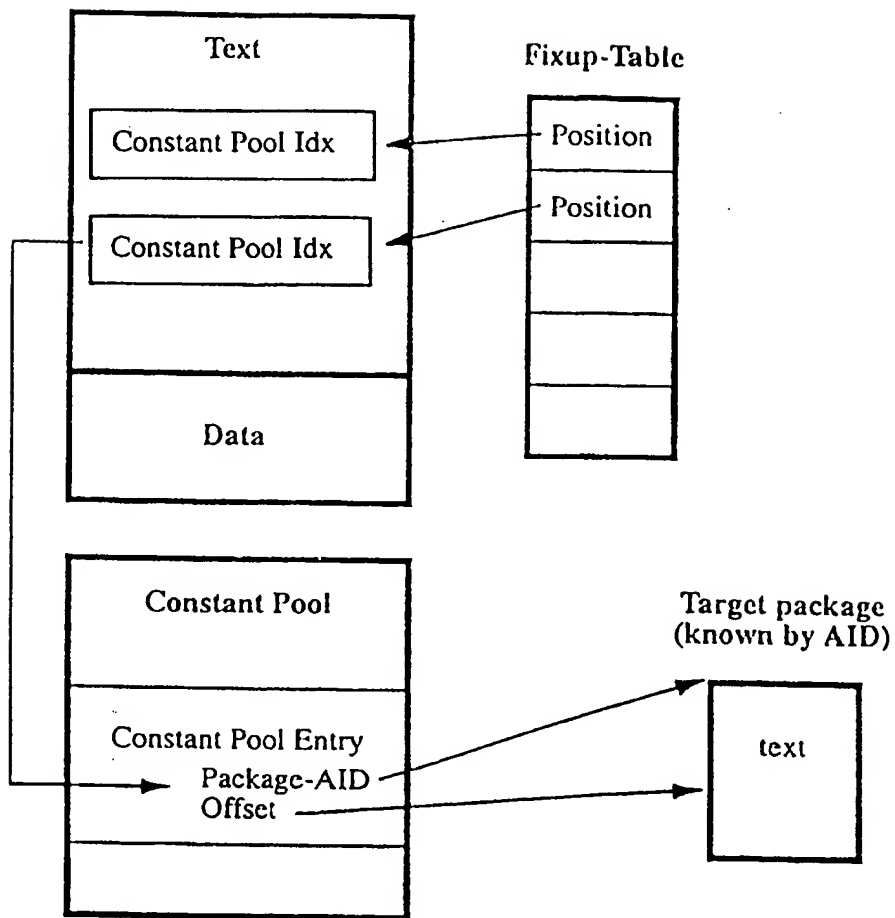 Text
Fixup-Table
Constant Pool Idx
Position
Constant Pool Idx
Position
Data
Constant Pool
Target package
(known by AID)
Constant Pool Entry
Package-AID
Offset
text